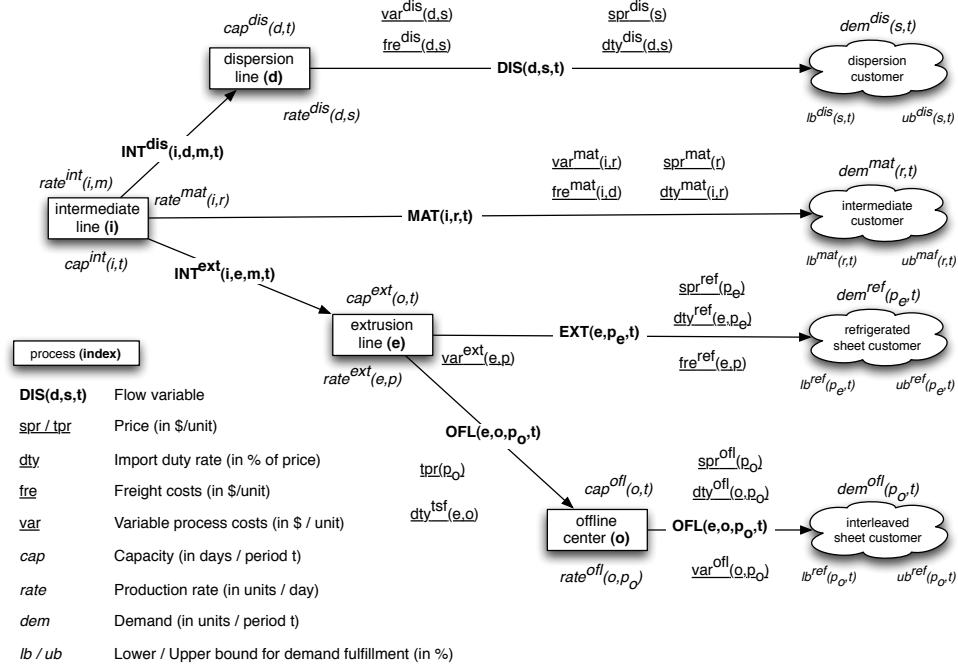 cap^dis(d,t)
var^dis(d,s)
fre^dis(d,s)
spr^dis(s)
dty^dis(d,s)
dem^dis(s,t)
dispersion
line (d)
DIS(d,s,t)
dispersion
customer
rate^dis(d,s)
lb^dis(s,t)
ub^dis(s,t)
INT^dis(i,d,m,t)
rate^int(i,m)
rate^mat(i,r)
var^mat(i,r)
fre^mat(i,d)
spr^mat(r)
dty^mat(i,r)
dem^mat(r,t)
intermediate
line (i)
MAT(i,r,t)
intermediate
customer
cap^int(i,t)
lb^mat(r,t)
ub^maf(r,t)
INT^ext(i,e,m,t)
cap^ext(o,t)
spr^ref(p_e)
dty^ref(e,p_e)
dem^ref(p_e,t)
extrusion
line (e)
EXT(e,p_e,t)
refrigerated
sheet customer
var^ext(e,p)
fre^ref(e,p)
rate^ext(e,p)
lb^ref(p_e,t)
ub^ref(p_e,t)
process (index)
DIS(d,s,t) Flow variable
spr / tpr Price (in $/unit)
dty Import duty rate (in % of price)
fre Freight costs (in $/unit)
var Variable process costs (in $ / unit)
cap Capacity (in days / period t)
rate Production rate (in units / day)
dem Demand (in units / period t)
lb / ub Lower / Upper bound for demand fulfillment (in %)
OFL(e,o,p_o,t)
tpr(p_o)
dty^tsf(e,o)
cap^ofl(o,t)
spr^ofl(p_o)
dty^ofl(o,p_o)
dem^ofl(p_o,t)
offline
center (o)
OFL(e,o,p_o,t)
interleaved
sheet customer
rate^ofl(o,p_o)
var^ofl(o,p_o)
lb^ref(p_o,t)
ub^ref(p_o,t)